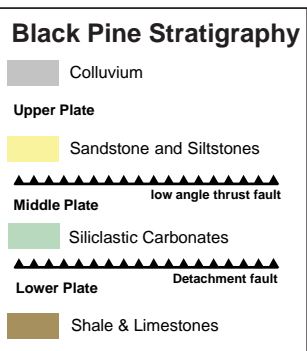 Black Pine Stratigraphy
Colluvium
Upper Plate
Sandstone and Siltstones
low angle thrust fault
Middle Plate
Siliclastic Carbonates
Detachment fault
Lower Plate
Shale & Limestones